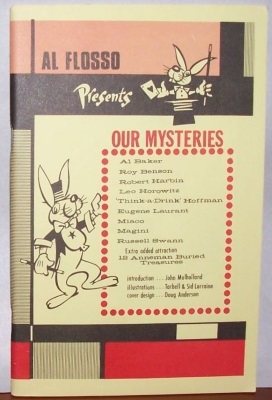 AL FLOSSO
Presents
OUR MYSTERIES
Al Baker
Roy Benson
Robert Harbin
Leo Horowitz
'Think-a-Drink' Hoffman
Eugene Laurant
Miaco
Magini
Russell Swann
Extra added attraction
12 Anneman Buried
Treasures
introduction .... John Mulholland
illustrations .. Tarbell & Sid Lorraine
cover design .... Doug Anderson